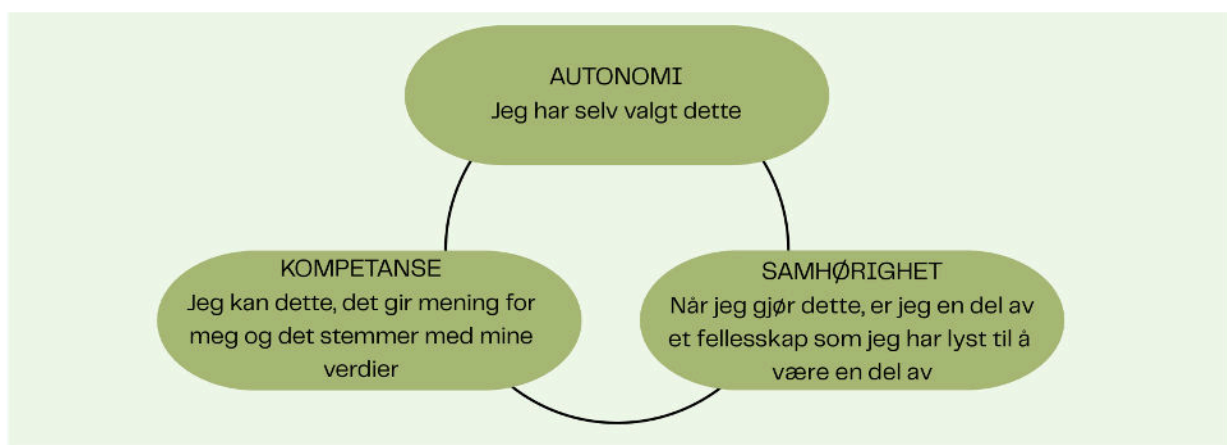 AUTONOMI
Jeg har selv valgt dette
KOMPETANSE
Jeg kan dette, det gir mening for
meg og det stemmer med mine
verdier
SAMHØRIGHET
Når jeg gjør dette, er jeg en del av
et fellesskap som jeg har lyst til å
være en del av